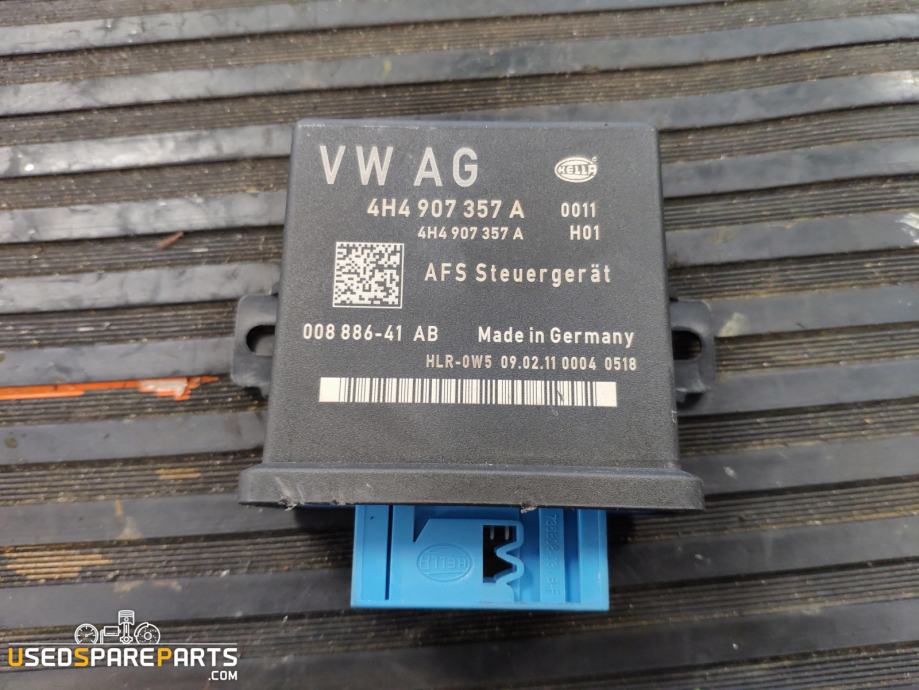 VW AG
HELLA
4H4 907 357 A 0011
4H4 907 357 A H01
AFS Steuergerät
008 886-41 AB Made in Germany
HLR-0W5 09.02.11 0004 0518
HELLA
USEDSPAREPARTS
.COM